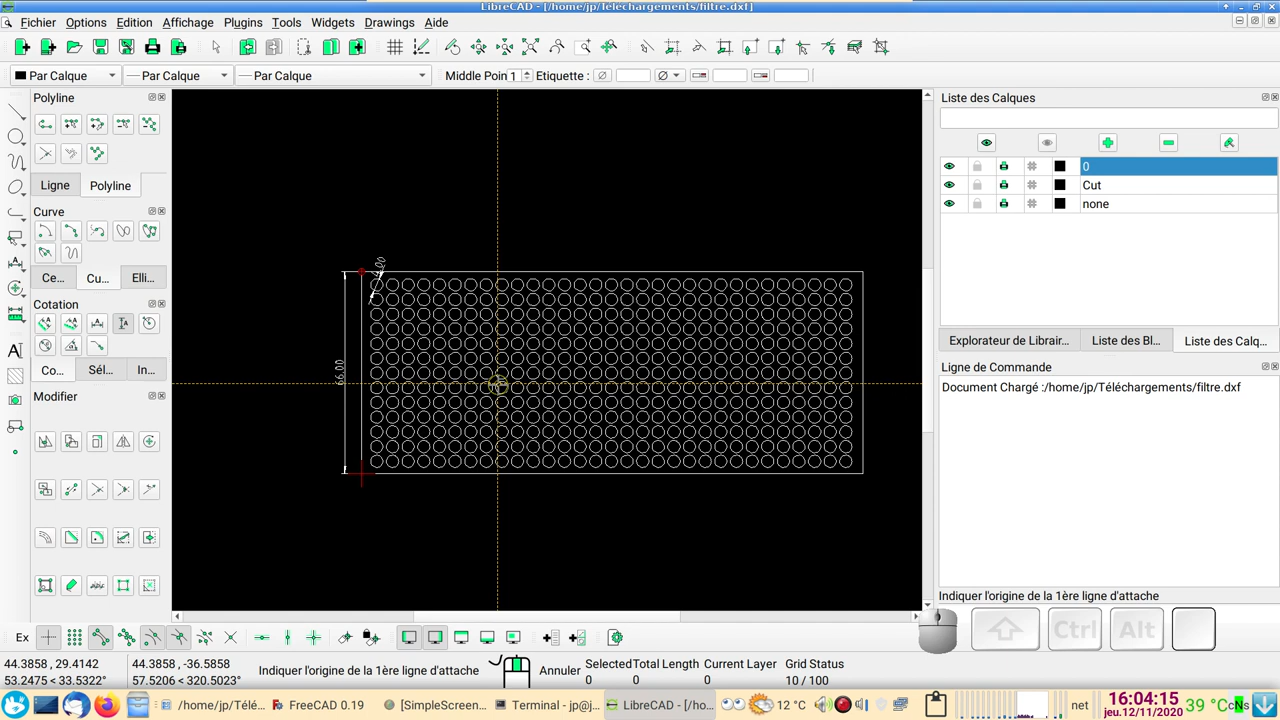 LibreCAD - [/home/jp/Téléchargements/filtre.dxf]
Fichier Options Edition Affichage Plugins Tools Widgets Drawings Aide
Par Calque Par Calque Par Calque Middle Poin 1 Etiquette :
Polyline
Ligne Polyline
Curve
Ce... Cu... Elli...
Cotation
Co... Sél... In...
Modifier
66.00
Liste des Calques
0
Cut
none
Explorateur de Librair... Liste des Bl... Liste des Calq...
Ligne de Commande
Document Chargé :/home/jp/Téléchargements/filtre.dxf
Indiquer l'origine de la 1ère ligne d'attache
Ctrl Alt
Ex
44.3858 , 29.4142
53.2475 < 33.5322°
44.3858 , -36.5858
57.5206 < 320.5023°
Indiquer l'origine de la 1ère ligne d'attache
Annuler
Selected Total Length Current Layer Grid Status
0 0 0 10 / 100
/home/jp/Télé... FreeCAD 0.19 [SimpleScreen... Terminal - jp@j... LibreCAD - [/ho... 12 °C net
16:04:15
jeu.12/11/2020
39 °C